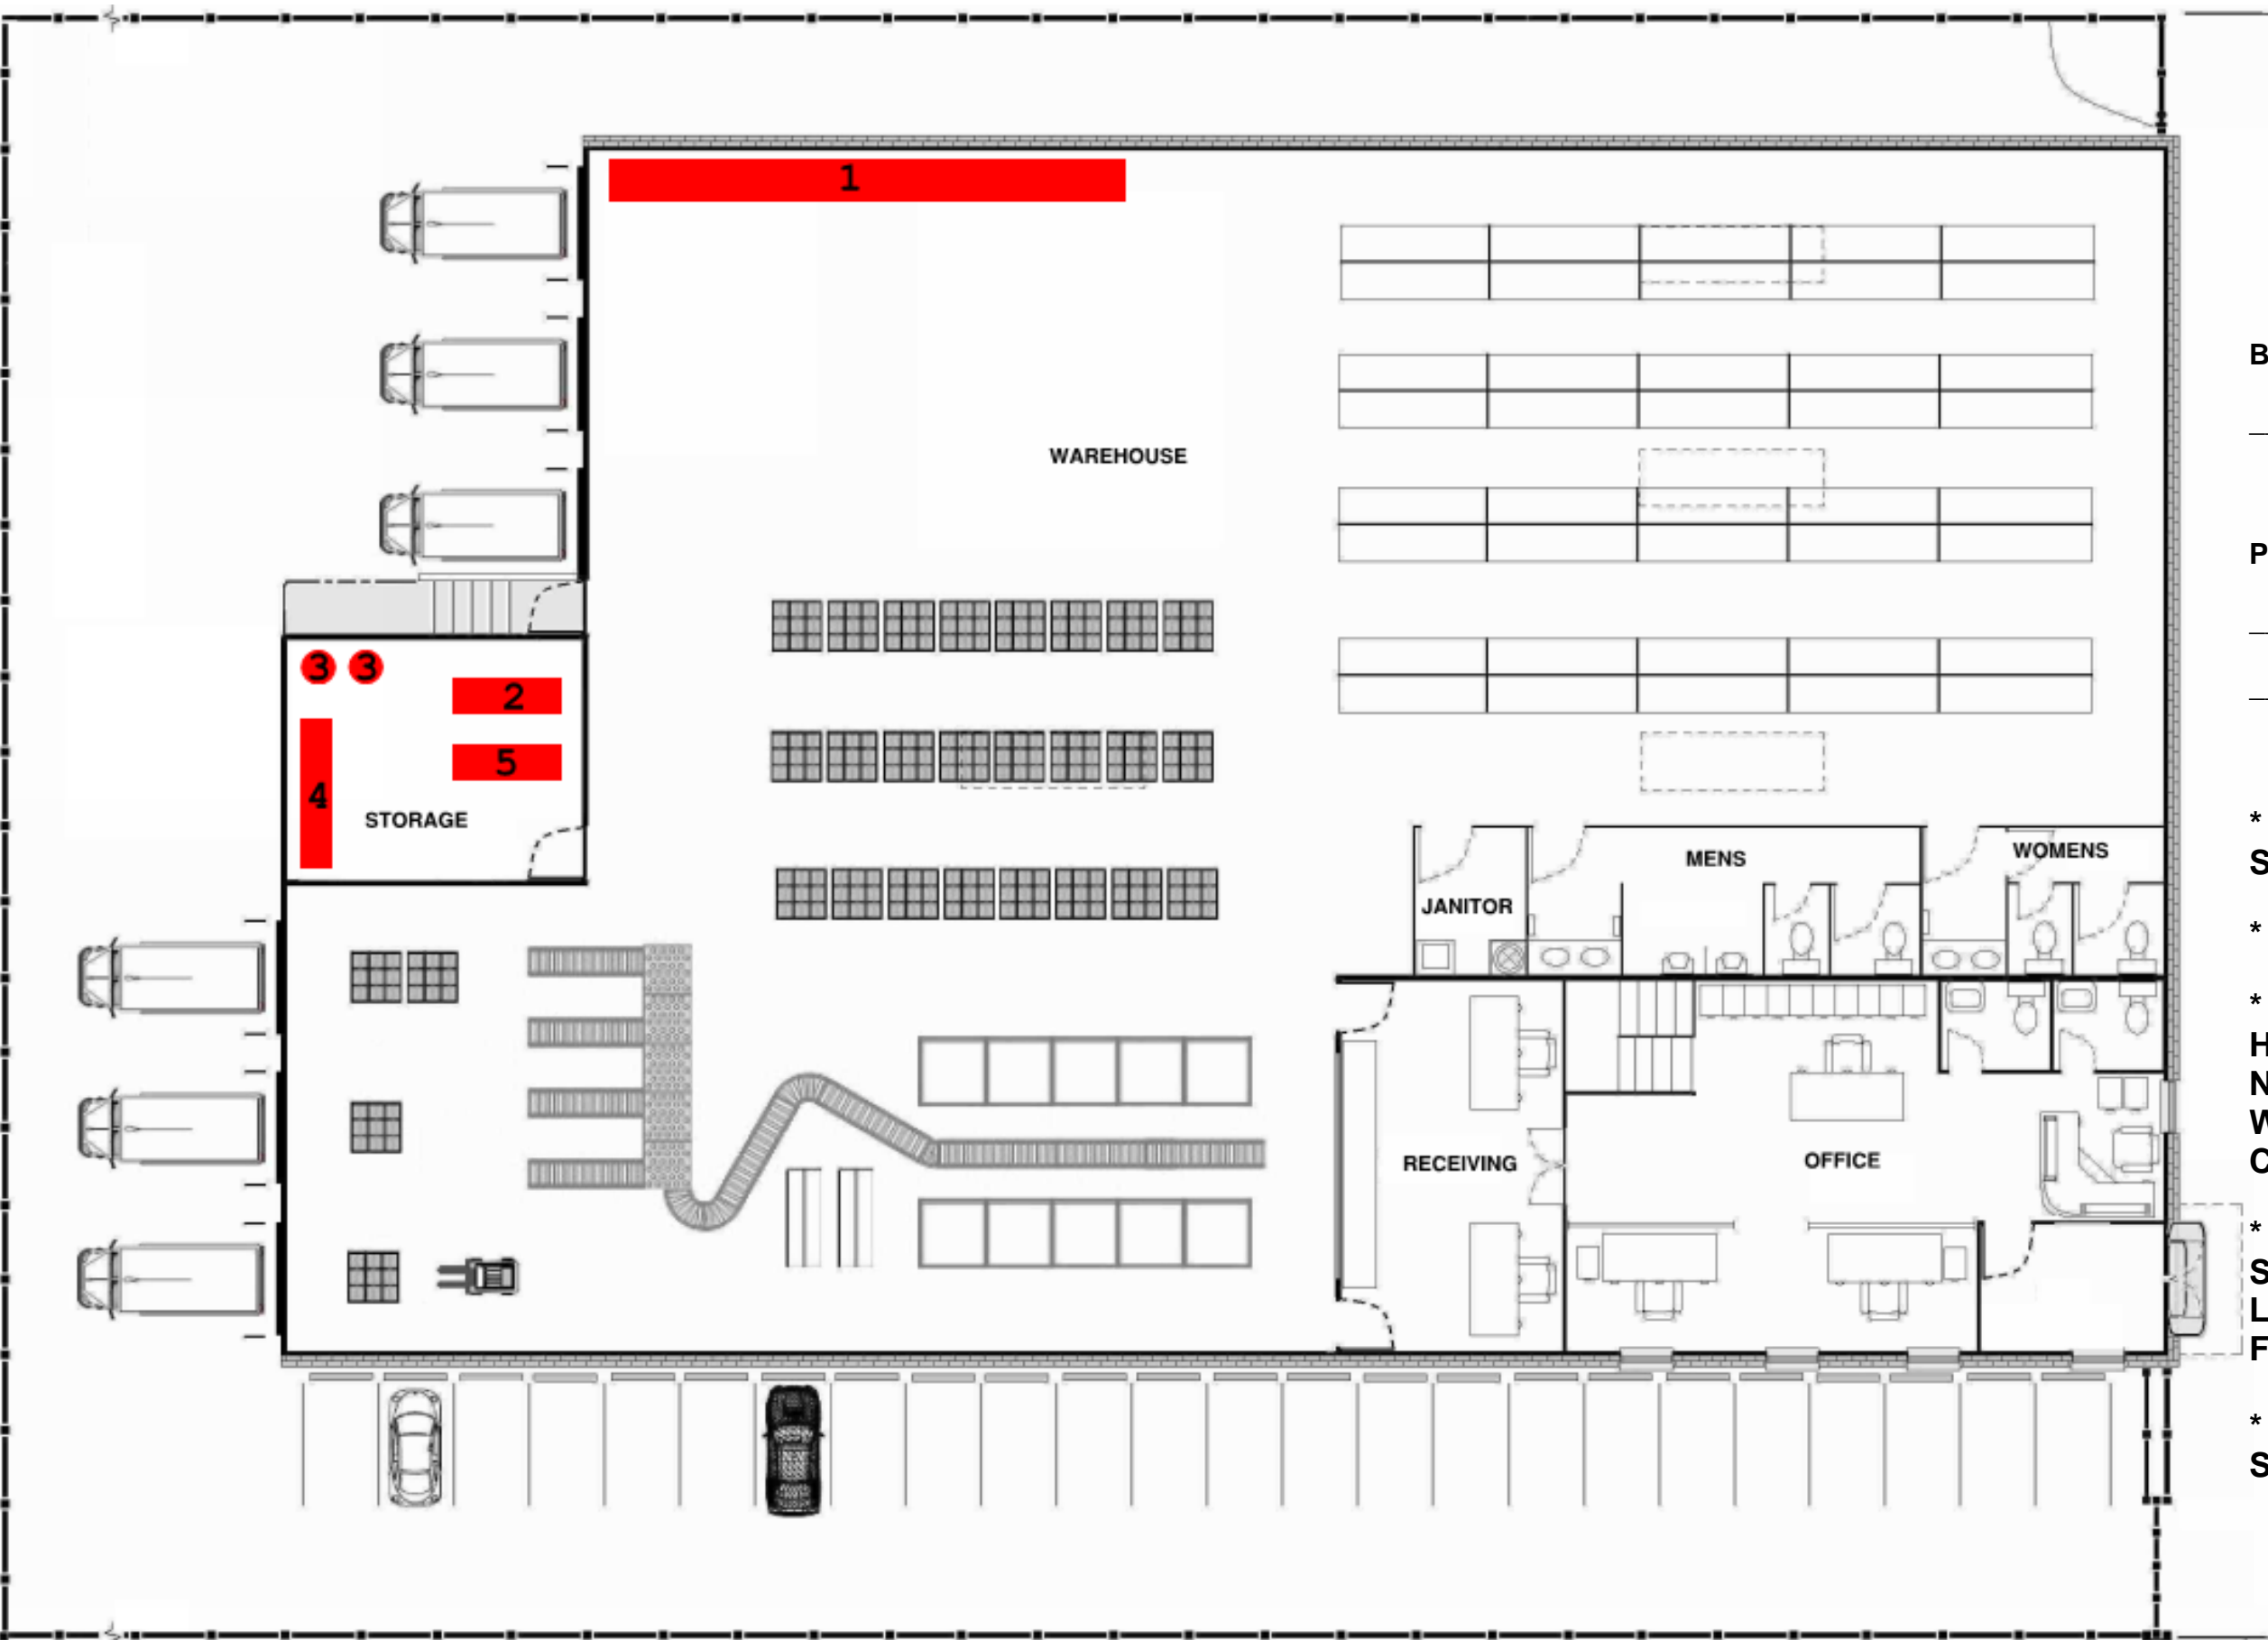 1
WAREHOUSE
3 3
2
5
4
STORAGE
MENS
WOMENS
JANITOR
RECEIVING
OFFICE
B
P
*
S
*
*
H
N
W
C
*
S
L
F
*
S